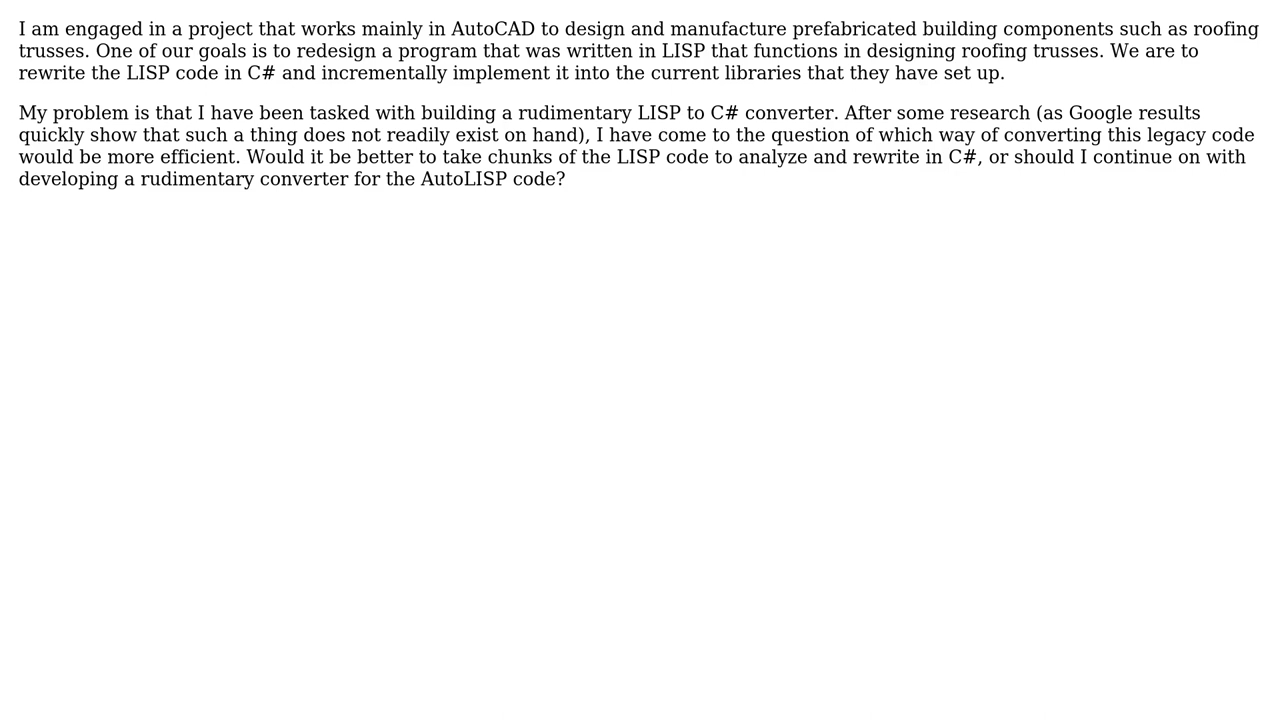 I am engaged in a project that works mainly in AutoCAD to design and manufacture prefabricated building components such as roofing
trusses. One of our goals is to redesign a program that was written in LISP that functions in designing roofing trusses. We are to
rewrite the LISP code in C# and incrementally implement it into the current libraries that they have set up.
My problem is that I have been tasked with building a rudimentary LISP to C# converter. After some research (as Google results
quickly show that such a thing does not readily exist on hand), I have come to the question of which way of converting this legacy code
would be more efficient. Would it be better to take chunks of the LISP code to analyze and rewrite in C#, or should I continue on with
developing a rudimentary converter for the AutoLISP code?